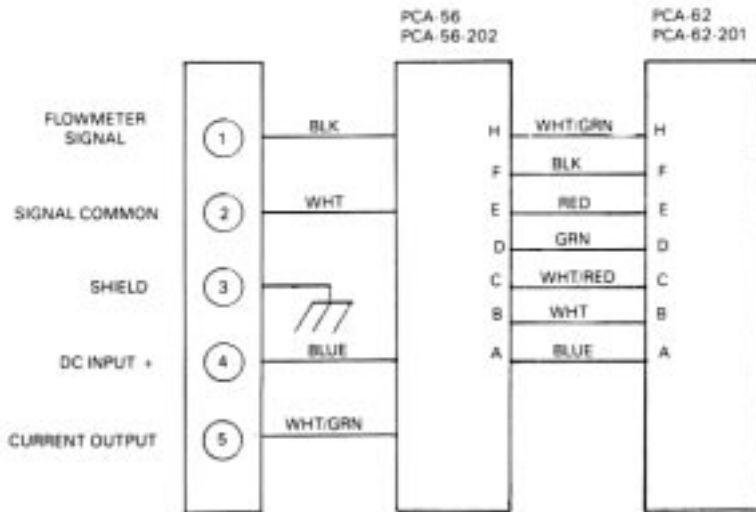 PCA-56
PCA-56-202
PCA-62
PCA-62-201
FLOWMETER
SIGNAL
1
BLK
H
WHT/GRN
H
F
BLK
F
SIGNAL COMMON
2
WHT
E
RED
E
D
GRN
D
SHIELD
3
C
WHT/RED
C
B
WHT
B
DC INPUT +
4
BLUE
A
BLUE
A
CURRENT OUTPUT
5
WHT/GRN